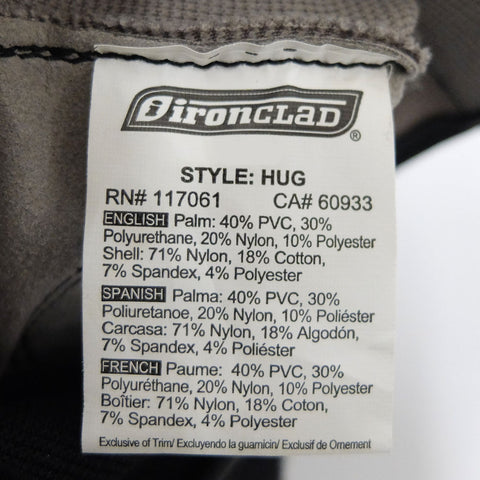 IRONCLAD®
STYLE: HUG
RN# 117061 CA# 60933
ENGLISH Palm: 40% PVC, 30%
Polyurethane, 20% Nylon, 10% Polyester
Shell: 71% Nylon, 18% Cotton,
7% Spandex, 4% Polyester
SPANISH Palma: 40% PVC, 30%
Poliuretanoe, 20% Nylon, 10% Poliéster
Carcasa: 71% Nylon, 18% Algodón,
7% Spandex, 4% Poliéster
FRENCH Paume: 40% PVC, 30%
Polyuréthane, 20% Nylon, 10% Polyester
Boîtier: 71% Nylon, 18% Coton,
7% Spandex, 4% Polyester
Exclusive of Trim/ Excluyendo la guarnicin/ Exclusif de Ornement